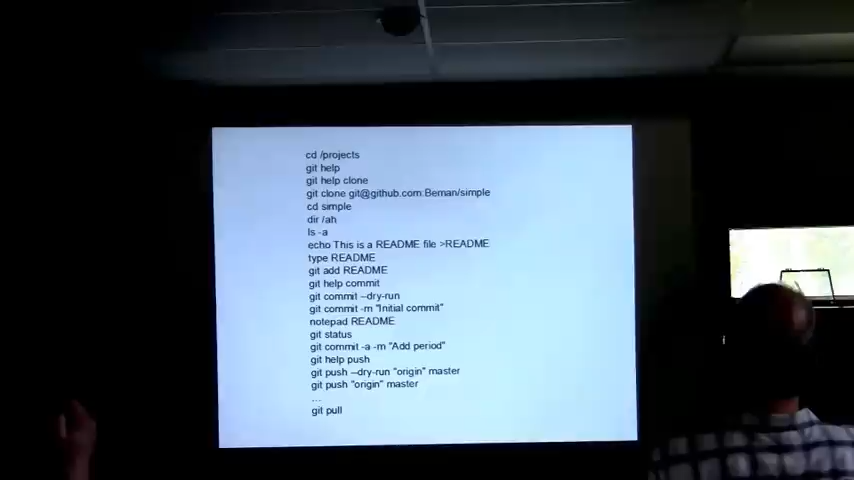 cd /projects
git help
git help clone
git clone git@github.com:Beman/simple
cd simple
dir /ah
ls -a
echo This is a README file >README
type README
git add README
git help commit
git commit --dry-run
git commit -m "Initial commit"
notepad README
git status
git commit -a -m "Add period"
git help push
git push --dry-run "origin" master
git push "origin" master
...
git pull